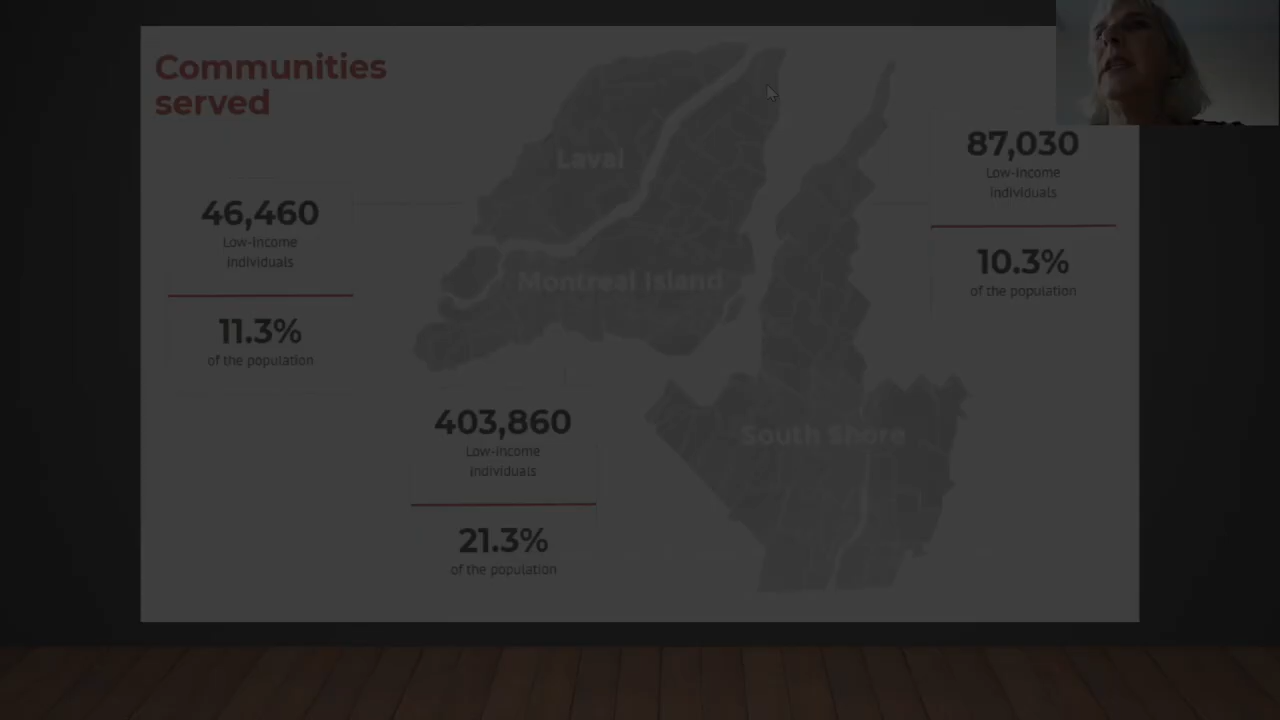 Communities
served
Laval
87,030
Low-income
individuals
46,460
Low-income
individuals
10.3%
of the population
Montreal Island
11.3%
of the population
403,860
Low-income
individuals
South Shore
21.3%
of the population